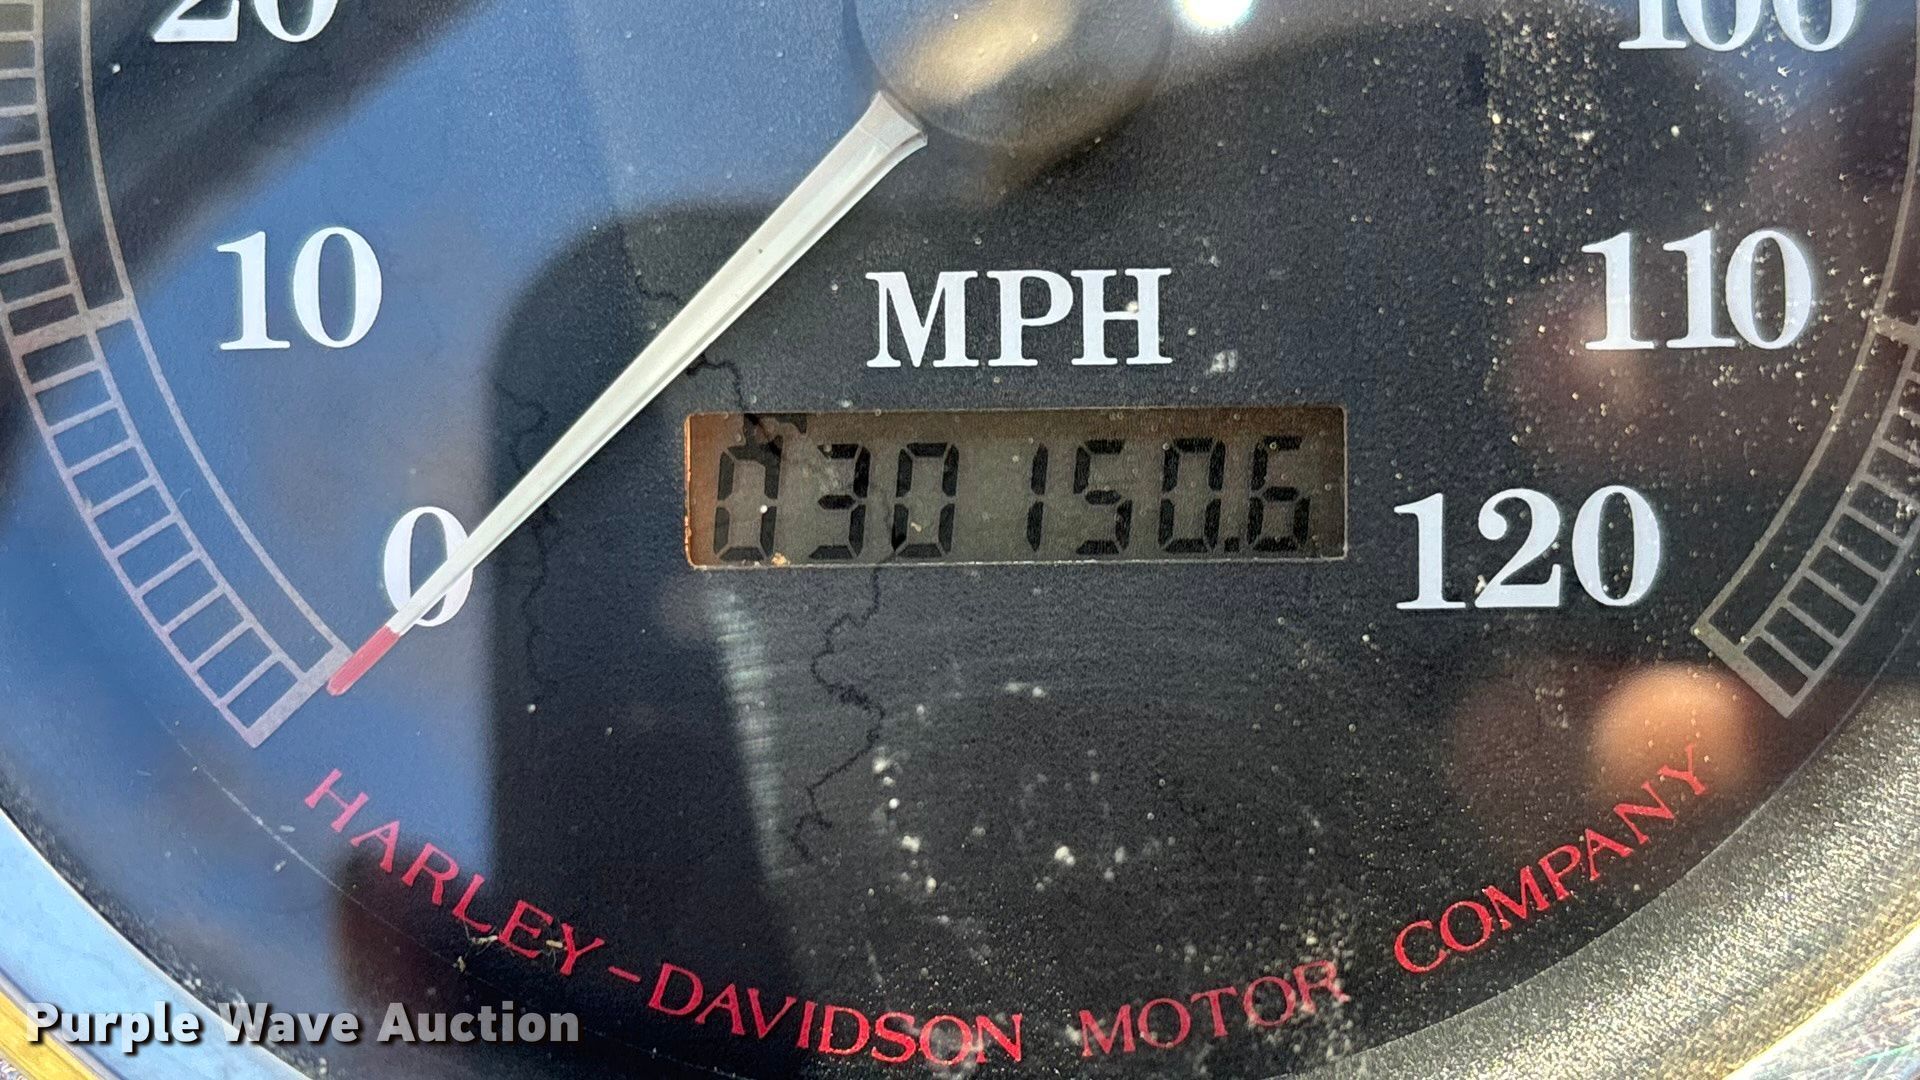 20
100
10
110
MPH
030150.6
0
120
HARLEY-DAVIDSON MOTOR COMPANY
Purple Wave Auction